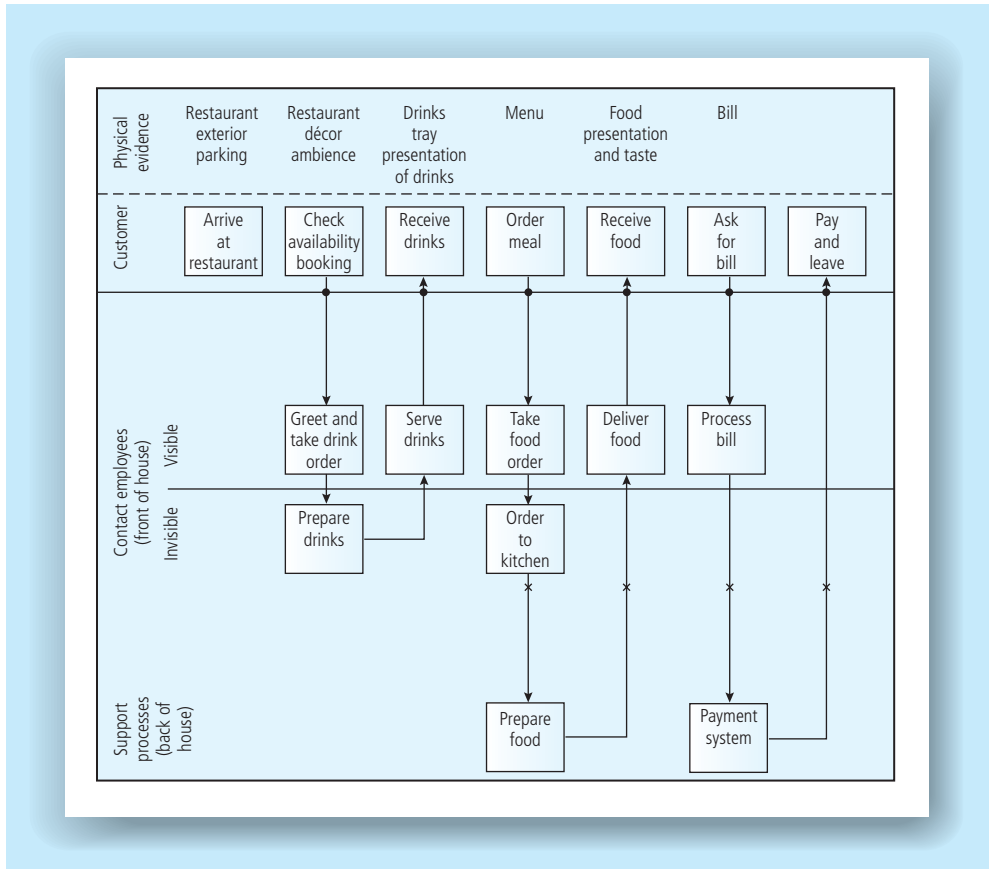 Physical
evidence
Restaurant
exterior
parking
Restaurant
décor
ambience
Drinks
tray
presentation
of drinks
Menu
Food
presentation
and taste
Bill
Customer
Arrive
at
restaurant
Check
availability
booking
Receive
drinks
Order
meal
Receive
food
Ask
for
bill
Pay
and
leave
Contact employees
(front of house)
Visible
Greet and
take drink
order
Serve
drinks
Take
food
order
Deliver
food
Process
bill
Invisible
Prepare
drinks
Order
to
kitchen
Support
processes
(back of
house)
Prepare
food
Payment
system